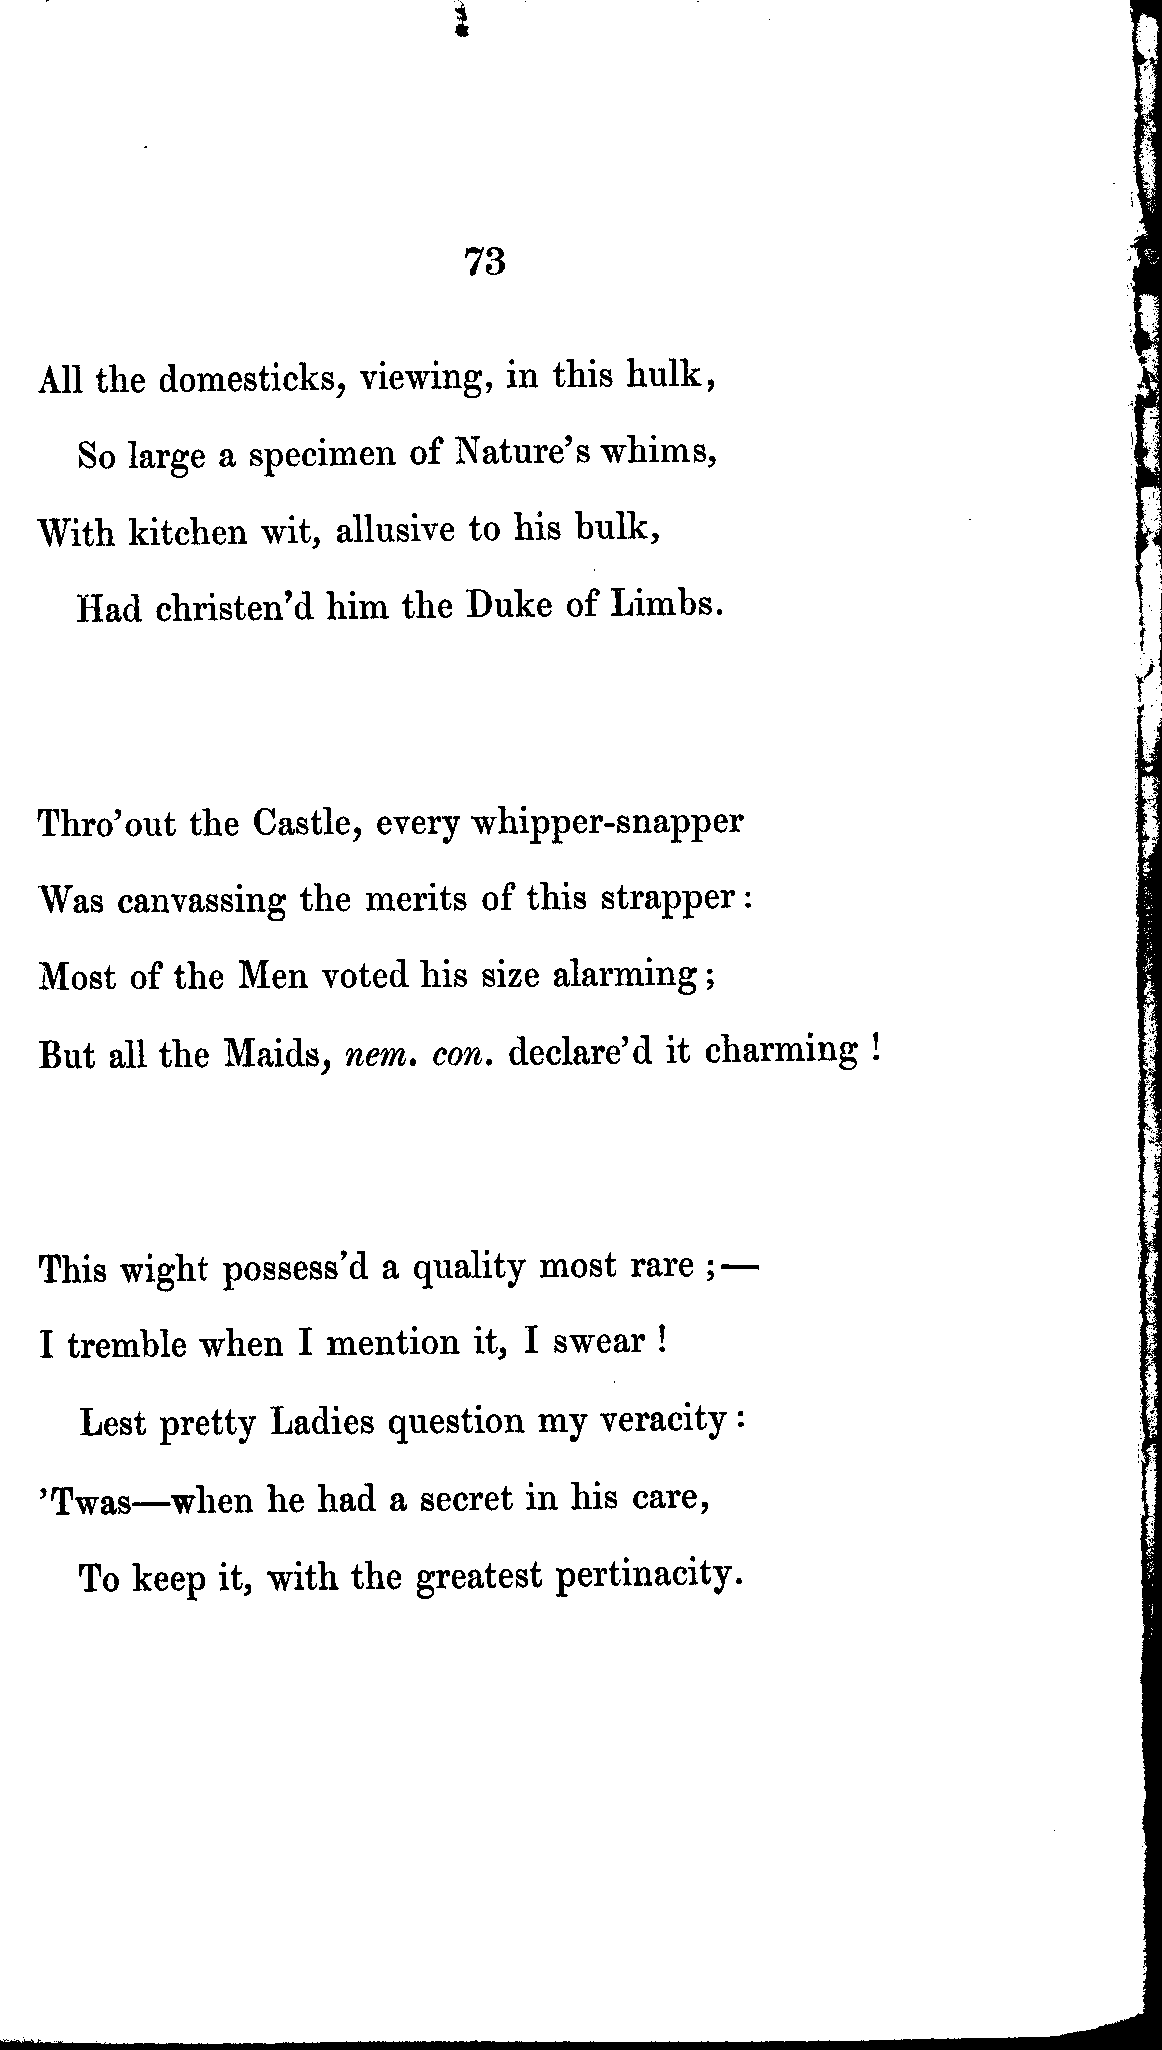 73
All the domesticks, viewing, in this hulk,
So large a specimen of Nature's whims,
With kitchen wit, allusive to his bulk,
Had christen'd him the Duke of Limbs.
Thro'out the Castle, every whipper-snapper
Was canvassing the merits of this strapper:
Most of the Men voted his size alarming;
But all the Maids, nem. con. declare'd it charming !
This wight possess'd a quality most rare ;—
I tremble when I mention it, I swear !
Lest pretty Ladies question my veracity:
'Twas—when he had a secret in his care,
To keep it, with the greatest pertinacity.